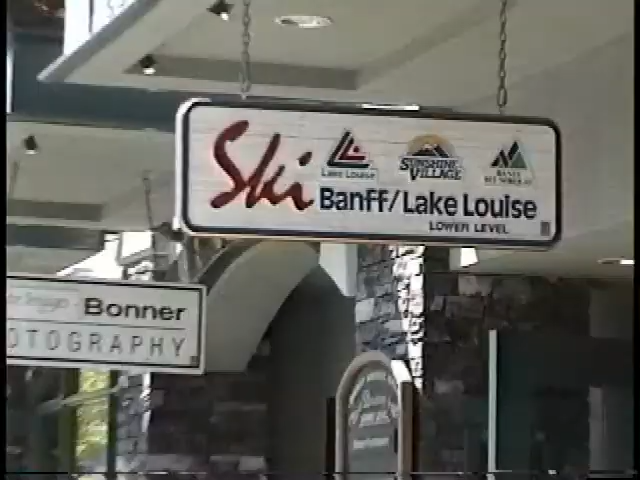 Ski
Lake Louise
SUNSHINE
VILLAGE
BANFF
MT NORQUAY
Banff/Lake Louise
LOWER LEVEL
Bonner
OTOGRAPHY